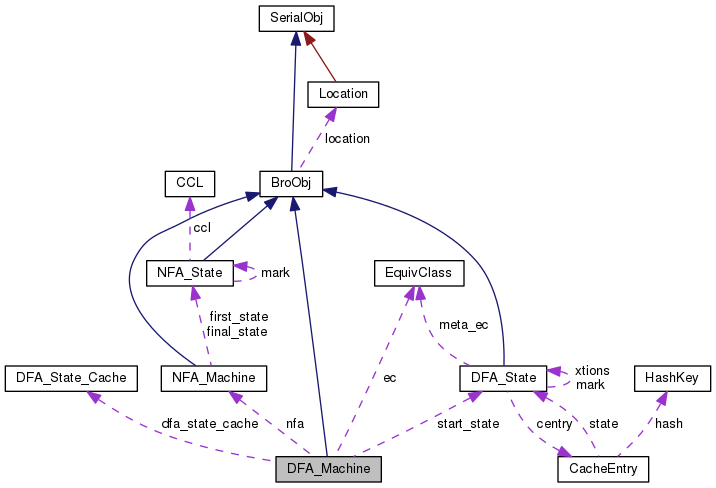 SerialObj
Location
location
CCL
BroObj
ccl
NFA_State
mark
EquivClass
first_state
final_state
meta_ec
DFA_State_Cache
NFA_Machine
ec
DFA_State
xtions
mark
HashKey
dfa_state_cache
nfa
start_state
centry
state
hash
DFA_Machine
CacheEntry